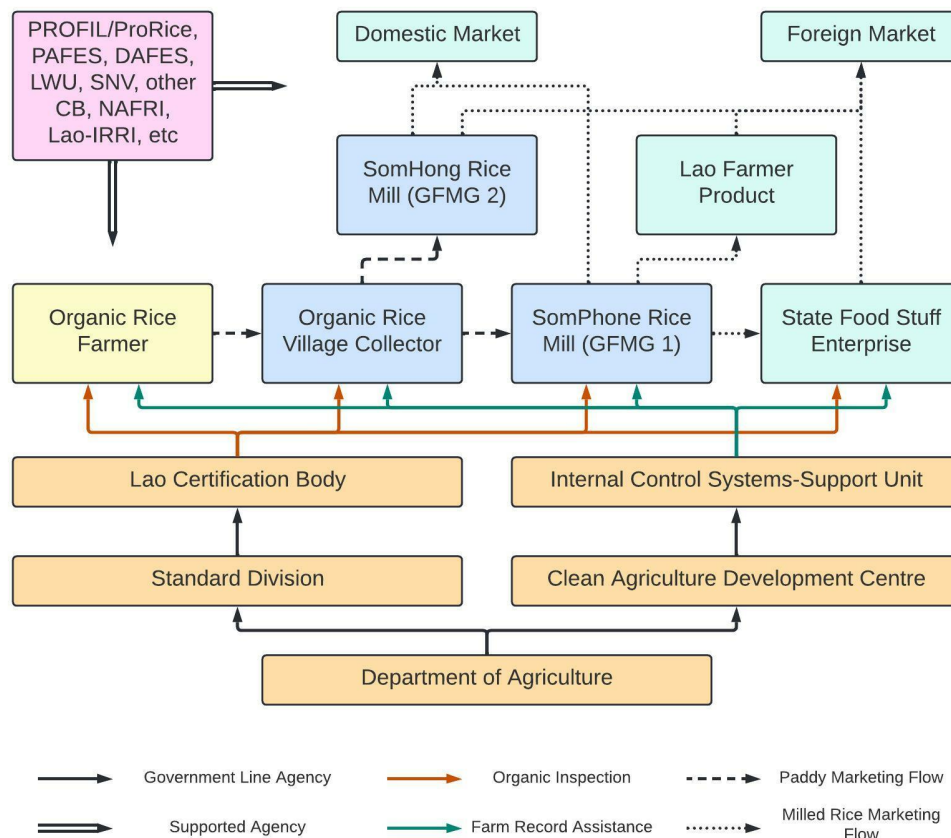 PROFIL/ProRice,
PAFES, DAFES,
LWU, SNV, other
CB, NAFRI,
Lao-IRRI, etc
Domestic Market
Foreign Market
SomHong Rice
Mill (GFMG 2)
Lao Farmer
Product
Organic Rice
Farmer
Organic Rice
Village Collector
SomPhone Rice
Mill (GFMG 1)
State Food Stuff
Enterprise
Lao Certification Body
Internal Control Systems-Support Unit
Standard Division
Clean Agriculture Development Centre
Department of Agriculture
Government Line Agency
Organic Inspection
Paddy Marketing Flow
Supported Agency
Farm Record Assistance
Milled Rice Marketing
Flow